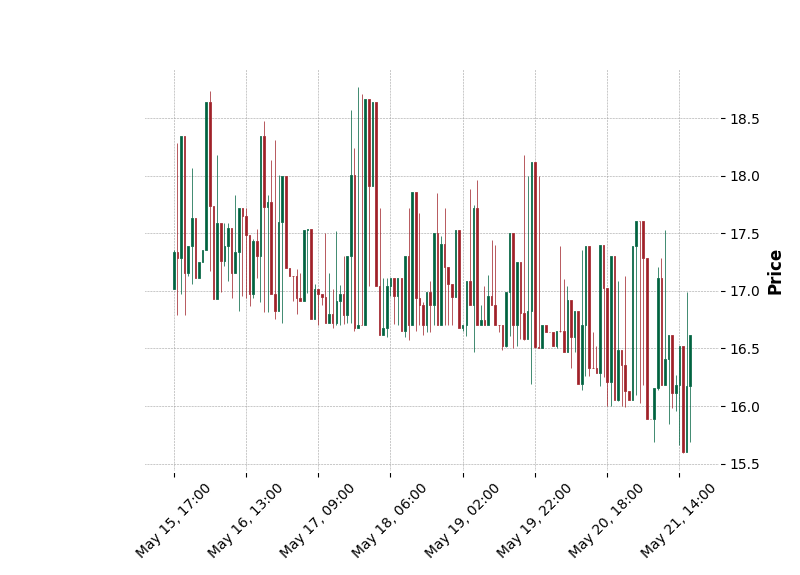 18.5
18.0
17.5
17.0
16.5
16.0
15.5
Price
May 15, 17:00
May 16, 13:00
May 17, 09:00
May 18, 06:00
May 19, 02:00
May 19, 22:00
May 20, 18:00
May 21, 14:00